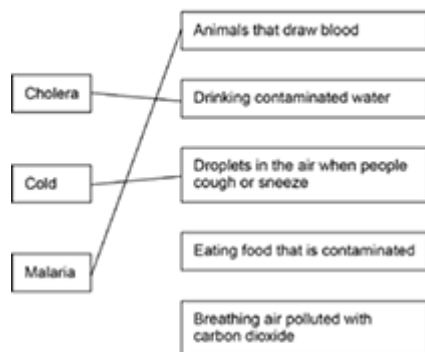 Animals that draw blood
Cholera
Drinking contaminated water
Droplets in the air when people
cough or sneeze
Cold
Eating food that is contaminated
Malaria
Breathing air polluted with
carbon dioxide